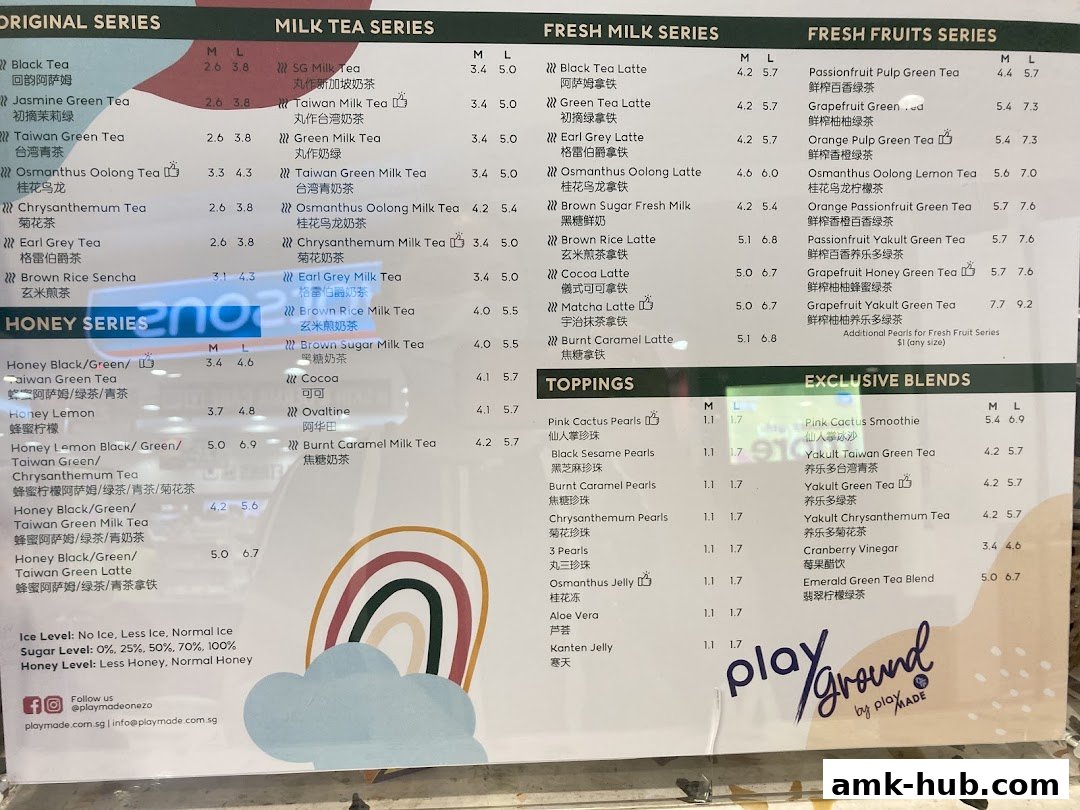 ORIGINAL SERIES
M L
Black Tea 2.6 3.8
回韵阿萨姆
Jasmine Green Tea 2.6 3.8
初摘茉莉绿
Taiwan Green Tea 2.6 3.8
台湾青茶
Osmanthus Oolong Tea 3.3 4.3
桂花乌龙
Chrysanthemum Tea 2.6 3.8
菊花茶
Earl Grey Tea 2.6 3.8
格雷伯爵茶
Brown Rice Sencha 3.1 4.3
玄米煎茶
HONEY SERIES
M L
Honey Black/Green/ 3.4 4.6
Taiwan Green Tea
蜂蜜阿萨姆/绿茶/青茶
Honey Lemon 3.7 4.8
蜂蜜柠檬
Honey Lemon Black/ Green/ 5.0 6.9
Taiwan Green/
Chrysanthemum Tea
蜂蜜柠檬阿萨姆/绿茶/青茶/菊花茶
Honey Black/Green/ 4.2 5.6
Taiwan Green Milk Tea
蜂蜜阿萨姆/绿茶/青奶茶
Honey Black/Green/ 5.0 6.7
Taiwan Green Latte
蜂蜜阿萨姆/绿茶/青茶拿铁
Ice Level: No Ice, Less Ice, Normal Ice
Sugar Level: 0%, 25%, 50%, 70%, 100%
Honey Level: Less Honey, Normal Honey
Follow us
@playmadeonezo
playmade.com.sg | info@playmade.com.sg
MILK TEA SERIES
M L
SG Milk Tea 3.4 5.0
丸作新加坡奶茶
Taiwan Milk Tea 3.4 5.0
丸作台湾奶茶
Green Milk Tea 3.4 5.0
丸作奶绿
Taiwan Green Milk Tea 3.4 5.0
台湾青奶茶
Osmanthus Oolong Milk Tea 4.2 5.4
桂花乌龙奶茶
Chrysanthemum Milk Tea 3.4 5.0
菊花奶茶
Earl Grey Milk Tea 3.4 5.0
格雷伯爵奶茶
Brown Rice Milk Tea 4.0 5.5
玄米煎奶茶
Brown Sugar Milk Tea 4.0 5.5
黑糖奶茶
Cocoa 4.1 5.7
可可
Ovaltine 4.1 5.7
阿华田
Burnt Caramel Milk Tea 4.2 5.7
焦糖奶茶
FRESH MILK SERIES
M L
Black Tea Latte 4.2 5.7
阿萨姆拿铁
Green Tea Latte 4.2 5.7
初摘绿拿铁
Earl Grey Latte 4.2 5.7
格雷伯爵拿铁
Osmanthus Oolong Latte 4.6 6.0
桂花乌龙拿铁
Brown Sugar Fresh Milk 4.2 5.4
黑糖鲜奶
Brown Rice Latte 5.1 6.8
玄米煎茶拿铁
Cocoa Latte 5.0 6.7
儀式可可拿铁
Matcha Latte 5.0 6.7
宇治抹茶拿铁
Burnt Caramel Latte 5.1 6.8
焦糖拿铁
TOPPINGS
M L
Pink Cactus Pearls 1.1 1.7
仙人掌珍珠
Black Sesame Pearls 1.1 1.7
黑芝麻珍珠
Burnt Caramel Pearls 1.1 1.7
焦糖珍珠
Chrysanthemum Pearls 1.1 1.7
菊花珍珠
3 Pearls 1.1 1.7
丸三珍珠
Osmanthus Jelly 1.1 1.7
桂花冻
Aloe Vera 1.1 1.7
芦荟
Kanten Jelly 1.1 1.7
寒天
FRESH FRUITS SERIES
M L
Passionfruit Pulp Green Tea 4.4 5.7
鲜榨百香绿茶
Grapefruit Green Tea 5.4 7.3
鲜榨柚柚绿茶
Orange Pulp Green Tea 5.4 7.3
鲜榨香橙绿茶
Osmanthus Oolong Lemon Tea 5.6 7.0
桂花乌龙柠檬茶
Orange Passionfruit Green Tea 5.7 7.6
鲜榨香橙百香绿茶
Passionfruit Yakult Green Tea 5.7 7.6
鲜榨百香养乐多绿茶
Grapefruit Honey Green Tea 5.7 7.6
鲜榨柚柚蜂蜜绿茶
Grapefruit Yakult Green Tea 7.7 9.2
鲜榨柚柚养乐多绿茶
Additional Pearls for Fresh Fruit Series
$1 (any size)
EXCLUSIVE BLENDS
M L
Pink Cactus Smoothie 5.4 6.9
仙人掌冰沙
Yakult Taiwan Green Tea 4.2 5.7
养乐多台湾青茶
Yakult Green Tea 4.2 5.7
养乐多绿茶
Yakult Chrysanthemum Tea 4.2 5.7
养乐多菊花茶
Cranberry Vinegar 3.4 4.6
莓果醋饮
Emerald Green Tea Blend 5.0 6.7
翡翠柠檬绿茶
play/ground
by playMADE
amk-hub.com